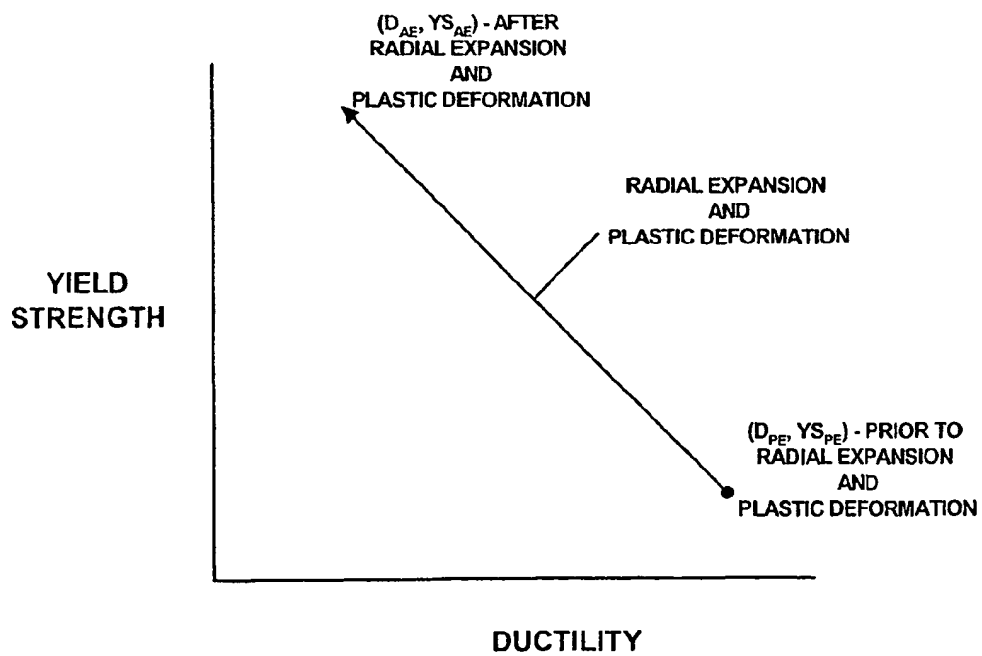 (D_AE, YS_AE) - AFTER
RADIAL EXPANSION
AND
PLASTIC DEFORMATION
RADIAL EXPANSION
AND
PLASTIC DEFORMATION
YIELD
STRENGTH
(D_PE, YS_PE) - PRIOR TO
RADIAL EXPANSION
AND
PLASTIC DEFORMATION
DUCTILITY